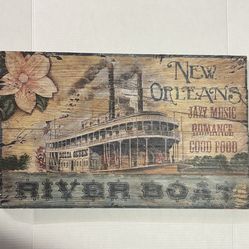 NEW
ORLEANS
JAZZ MUSIC
ROMANCE
GOOD FOOD
RIVER BOAT